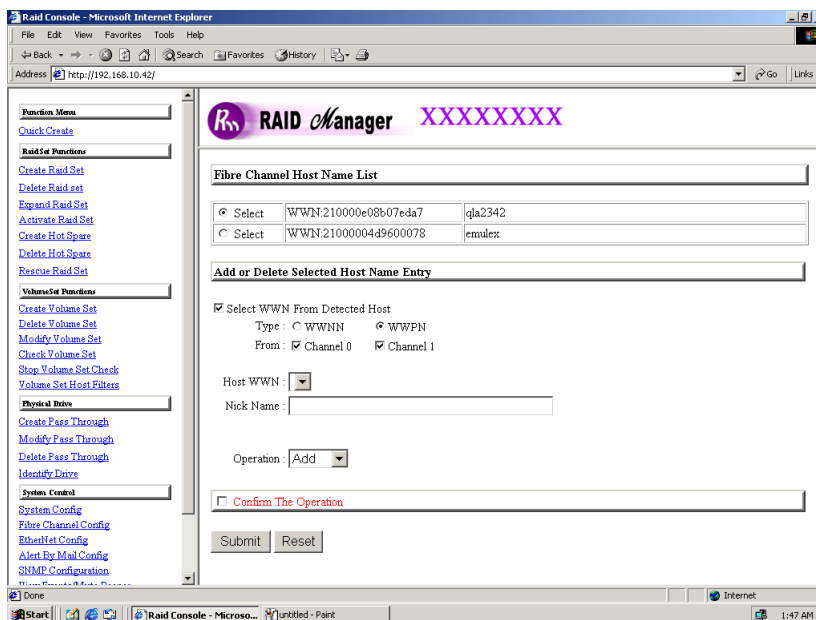 Raid Console - Microsoft Internet Explorer
File Edit View Favorites Tools Help
Back Search Favorites History
Address http://192.168.10.42/ Go Links
Function Menu
Quick Create
RaidSet Functions
Create Raid Set
Delete Raid set
Expand Raid Set
Activate Raid Set
Create Hot Spare
Delete Hot Spare
Rescue Raid Set
VolumeSet Functions
Create Volume Set
Delete Volume Set
Modify Volume Set
Check Volume Set
Stop Volume Set Check
Volume Set Host Filters
Physical Drive
Create Pass Through
Modify Pass Through
Delete Pass Through
Identify Drive
System Control
System Config
Fibre Channel Config
EtherNet Config
Alert By Mail Config
SNMP Configuration
Rm RAID Manager XXXXXXXX
Fibre Channel Host Name List
Select WWN:210000e08b07eda7 qla2342
Select WWN:21000004d9600078 emulex
Add or Delete Selected Host Name Entry
Select WWN From Detected Host
Type : WWNN WWPN
From : Channel 0 Channel 1
Host WWN :
Nick Name :
Operation : Add
Confirm The Operation
Submit Reset
Done Internet
Start Raid Console - Microso... untitled - Paint 1:47 AM